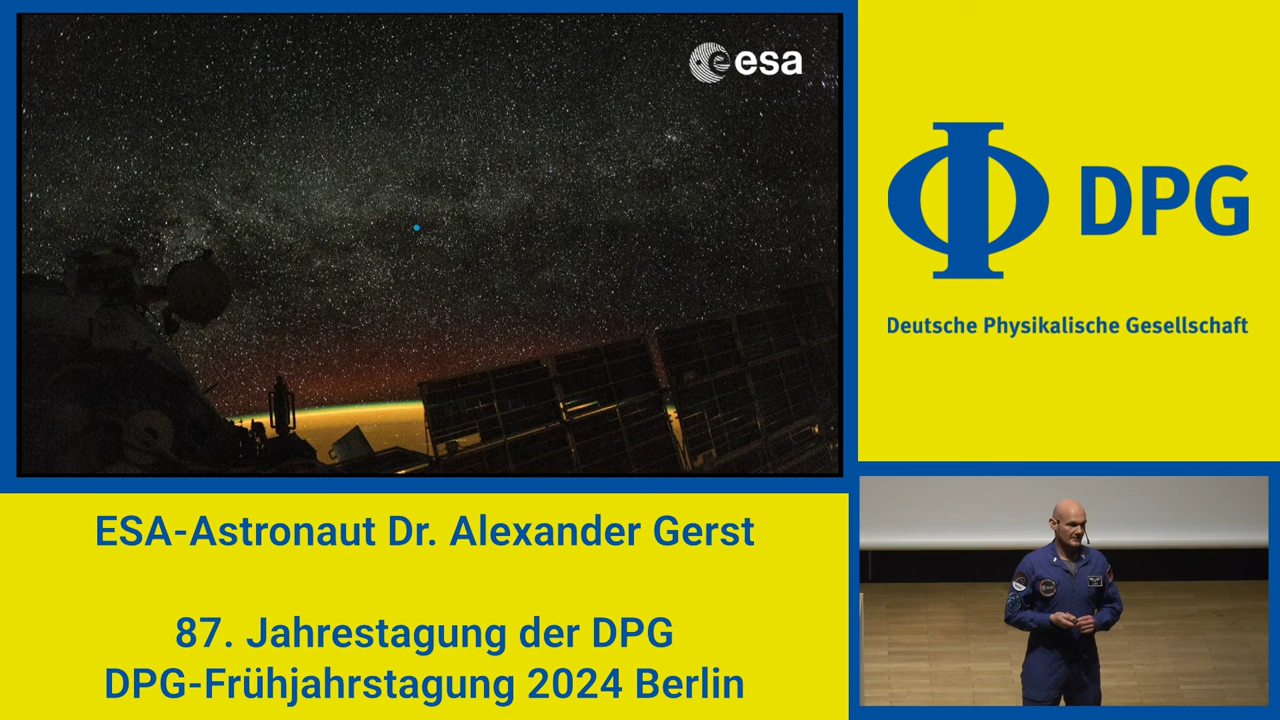 esa
DPG
Deutsche Physikalische Gesellschaft
ESA-Astronaut Dr. Alexander Gerst
87. Jahrestagung der DPG
DPG-Frühjahrstagung 2024 Berlin